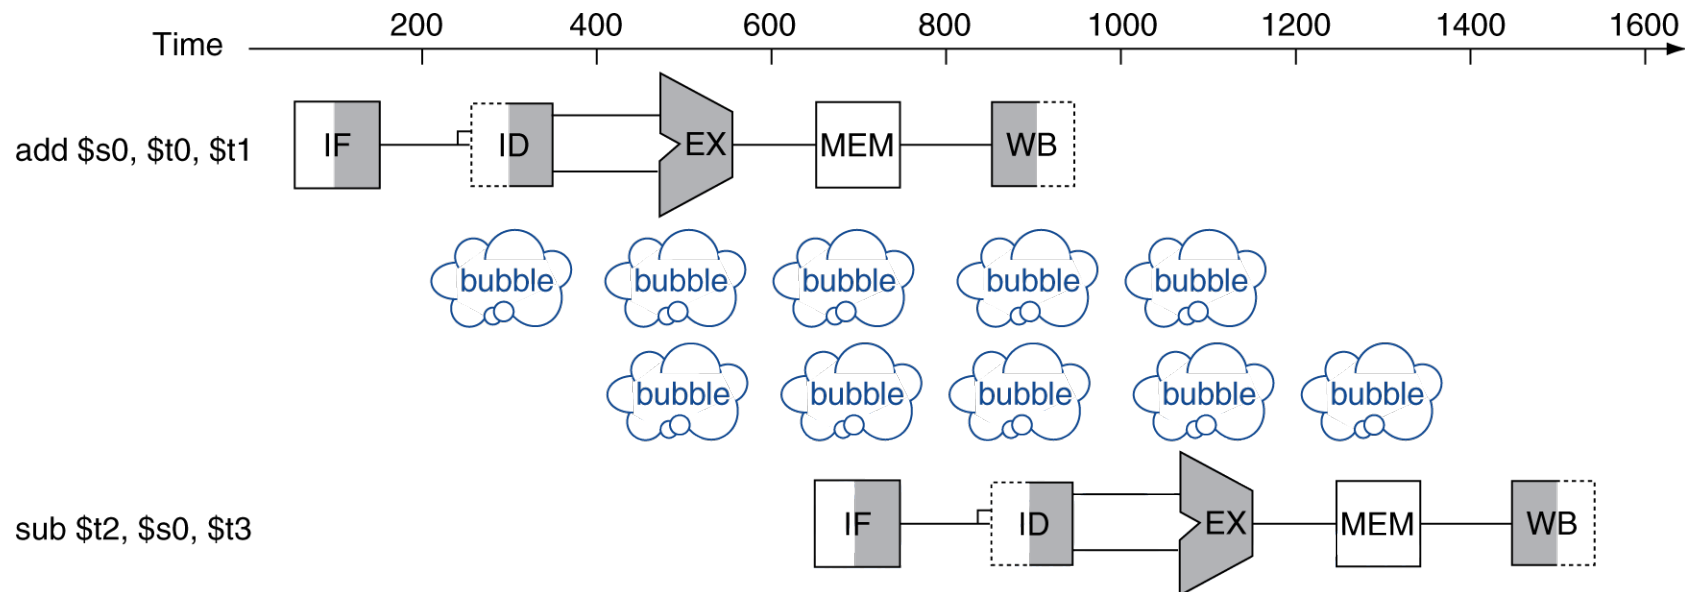 200 400 600 800 1000 1200 1400 1600
Time
add $s0, $t0, $t1 IF ID EX MEM WB
bubble bubble bubble bubble bubble
bubble bubble bubble bubble bubble
sub $t2, $s0, $t3 IF ID EX MEM WB